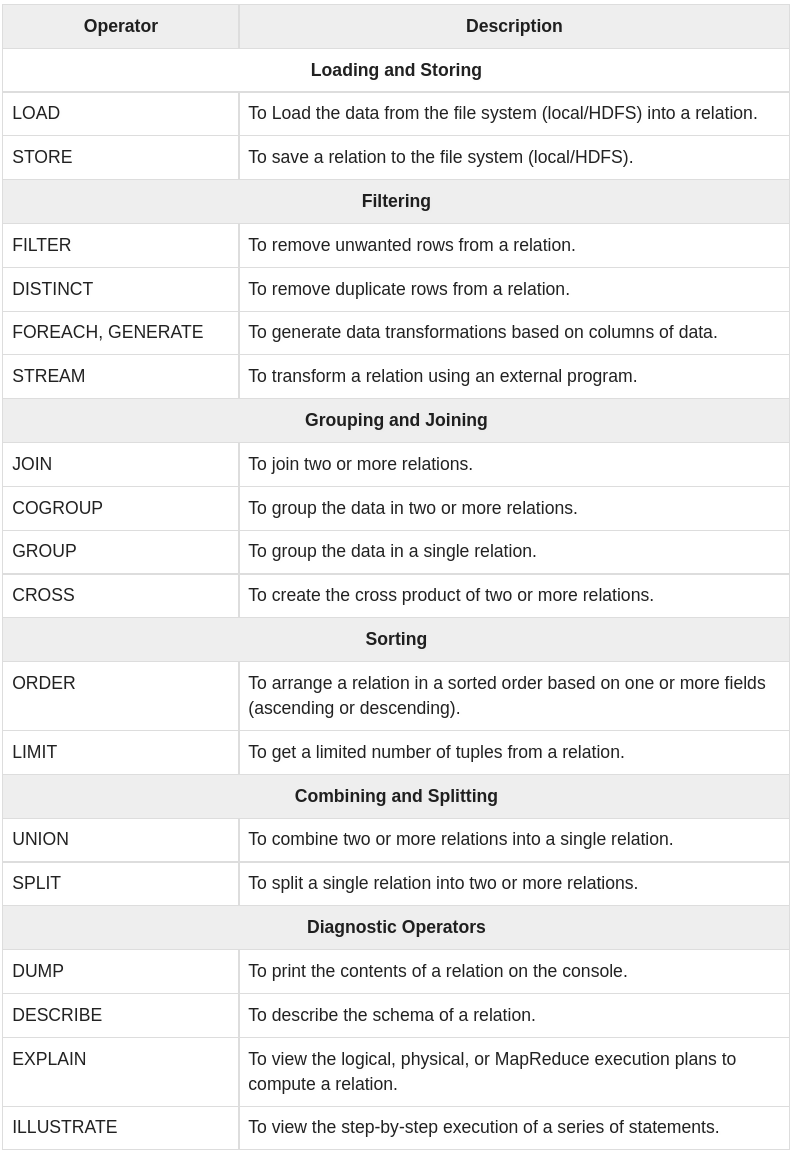 Operator Description
Loading and Storing
LOAD To Load the data from the file system (local/HDFS) into a relation.
STORE To save a relation to the file system (local/HDFS).
Filtering
FILTER To remove unwanted rows from a relation.
DISTINCT To remove duplicate rows from a relation.
FOREACH, GENERATE To generate data transformations based on columns of data.
STREAM To transform a relation using an external program.
Grouping and Joining
JOIN To join two or more relations.
COGROUP To group the data in two or more relations.
GROUP To group the data in a single relation.
CROSS To create the cross product of two or more relations.
Sorting
ORDER To arrange a relation in a sorted order based on one or more fields
(ascending or descending).
LIMIT To get a limited number of tuples from a relation.
Combining and Splitting
UNION To combine two or more relations into a single relation.
SPLIT To split a single relation into two or more relations.
Diagnostic Operators
DUMP To print the contents of a relation on the console.
DESCRIBE To describe the schema of a relation.
EXPLAIN To view the logical, physical, or MapReduce execution plans to
compute a relation.
ILLUSTRATE To view the step-by-step execution of a series of statements.